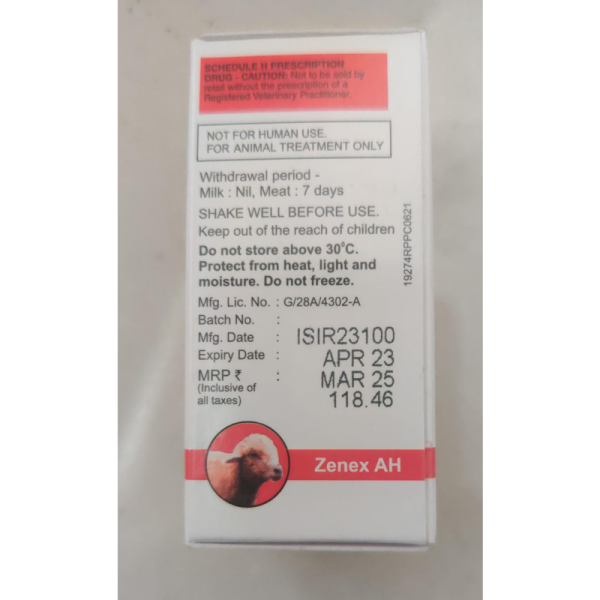 SCHEDULE H PRESCRIPTION
DRUG - CAUTION: Not to be sold by
retail without the prescription of a
Registered Veterinary Practitioner.
NOT FOR HUMAN USE.
FOR ANIMAL TREATMENT ONLY
Withdrawal period -
Milk : Nil, Meat : 7 days
SHAKE WELL BEFORE USE.
Keep out of the reach of children
Do not store above 30°C.
Protect from heat, light and
moisture. Do not freeze.
19274RPPC0621
Mfg. Lic. No. : G/28A/4302-A
Batch No. : ISIR23100
Mfg. Date : APR 23
Expiry Date : MAR 25
MRP ₹ : 118.46
(Inclusive of
all taxes)
Zenex AH